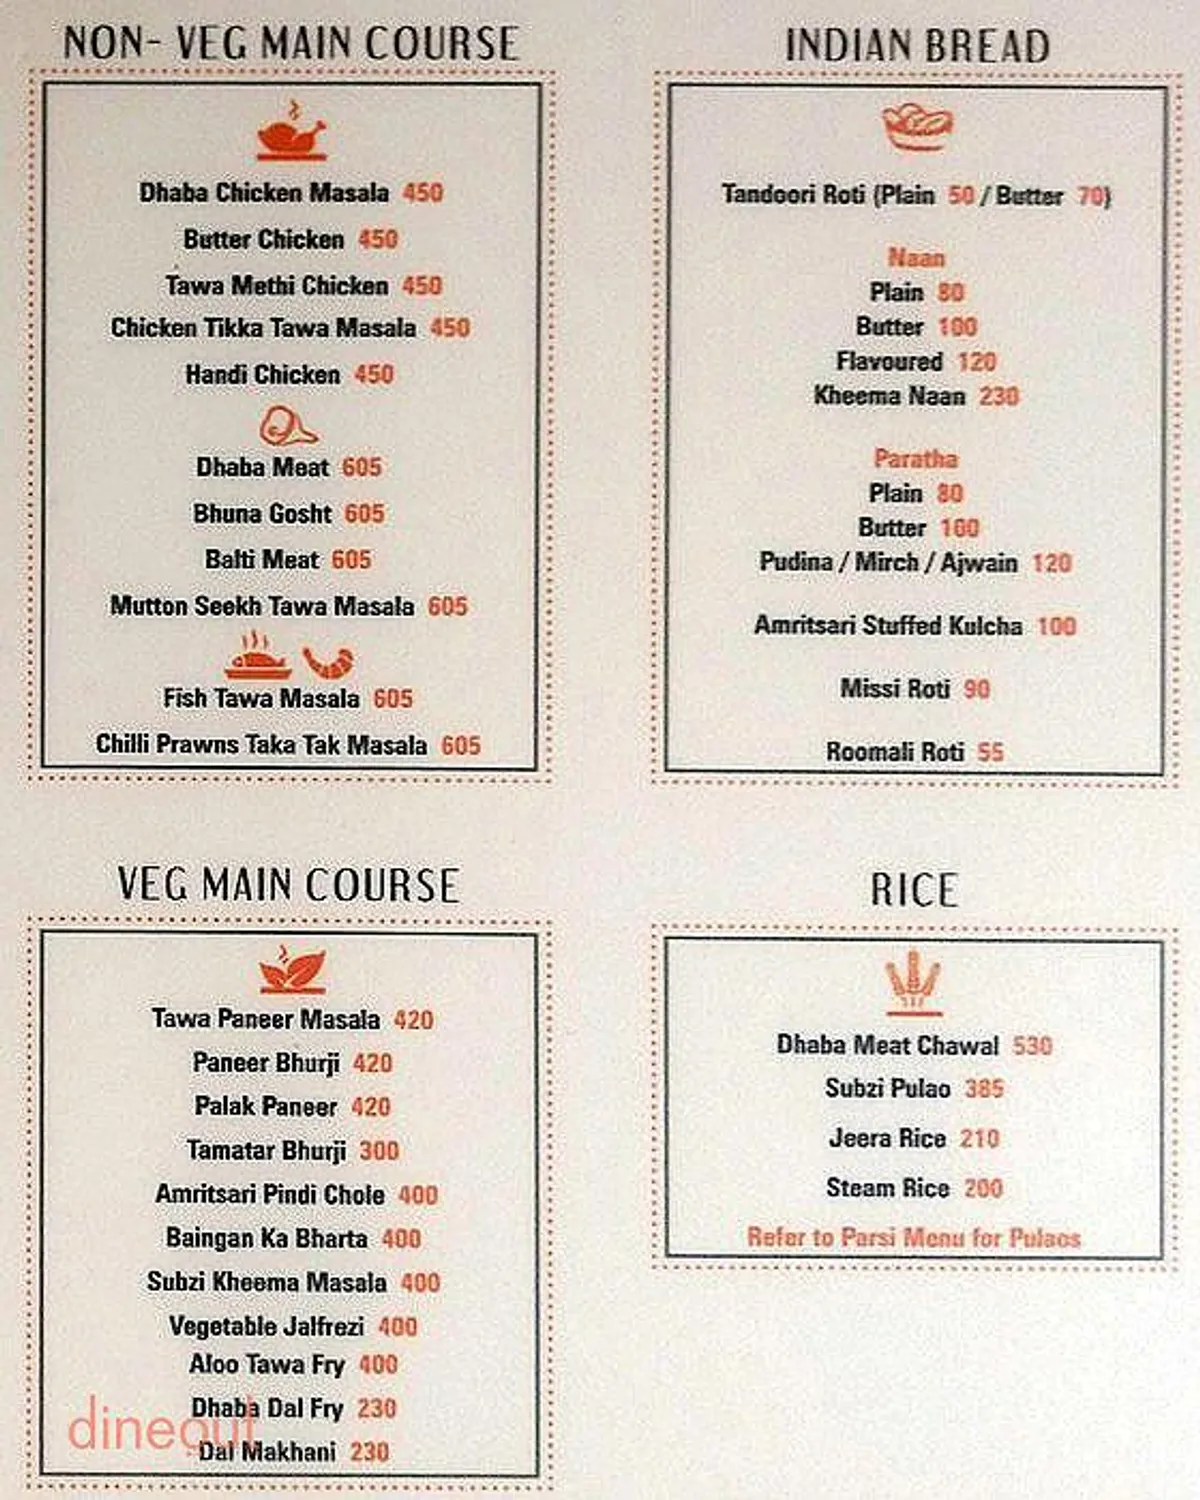 NON- VEG MAIN COURSE
Dhaba Chicken Masala 450
Butter Chicken 450
Tawa Methi Chicken 450
Chicken Tikka Tawa Masala 450
Handi Chicken 450
Dhaba Meat 605
Bhuna Gosht 605
Balti Meat 605
Mutton Seekh Tawa Masala 605
Fish Tawa Masala 605
Chilli Prawns Taka Tak Masala 605
INDIAN BREAD
Tandoori Roti (Plain 50 / Butter 70)
Naan
Plain 80
Butter 100
Flavoured 120
Kheema Naan 230
Paratha
Plain 80
Butter 100
Pudina / Mirch / Ajwain 120
Amritsari Stuffed Kulcha 100
Missi Roti 90
Roomali Roti 55
VEG MAIN COURSE
Tawa Paneer Masala 420
Paneer Bhurji 420
Palak Paneer 420
Tamatar Bhurji 300
Amritsari Pindi Chole 400
Baingan Ka Bharta 400
Subzi Kheema Masala 400
Vegetable Jalfrezi 400
Aloo Tawa Fry 400
Dhaba Dal Fry 230
Dal Makhani 230
dineout
RICE
Dhaba Meat Chawal 530
Subzi Pulao 385
Jeera Rice 210
Steam Rice 200
Refer to Parsi Menu for Pulaos